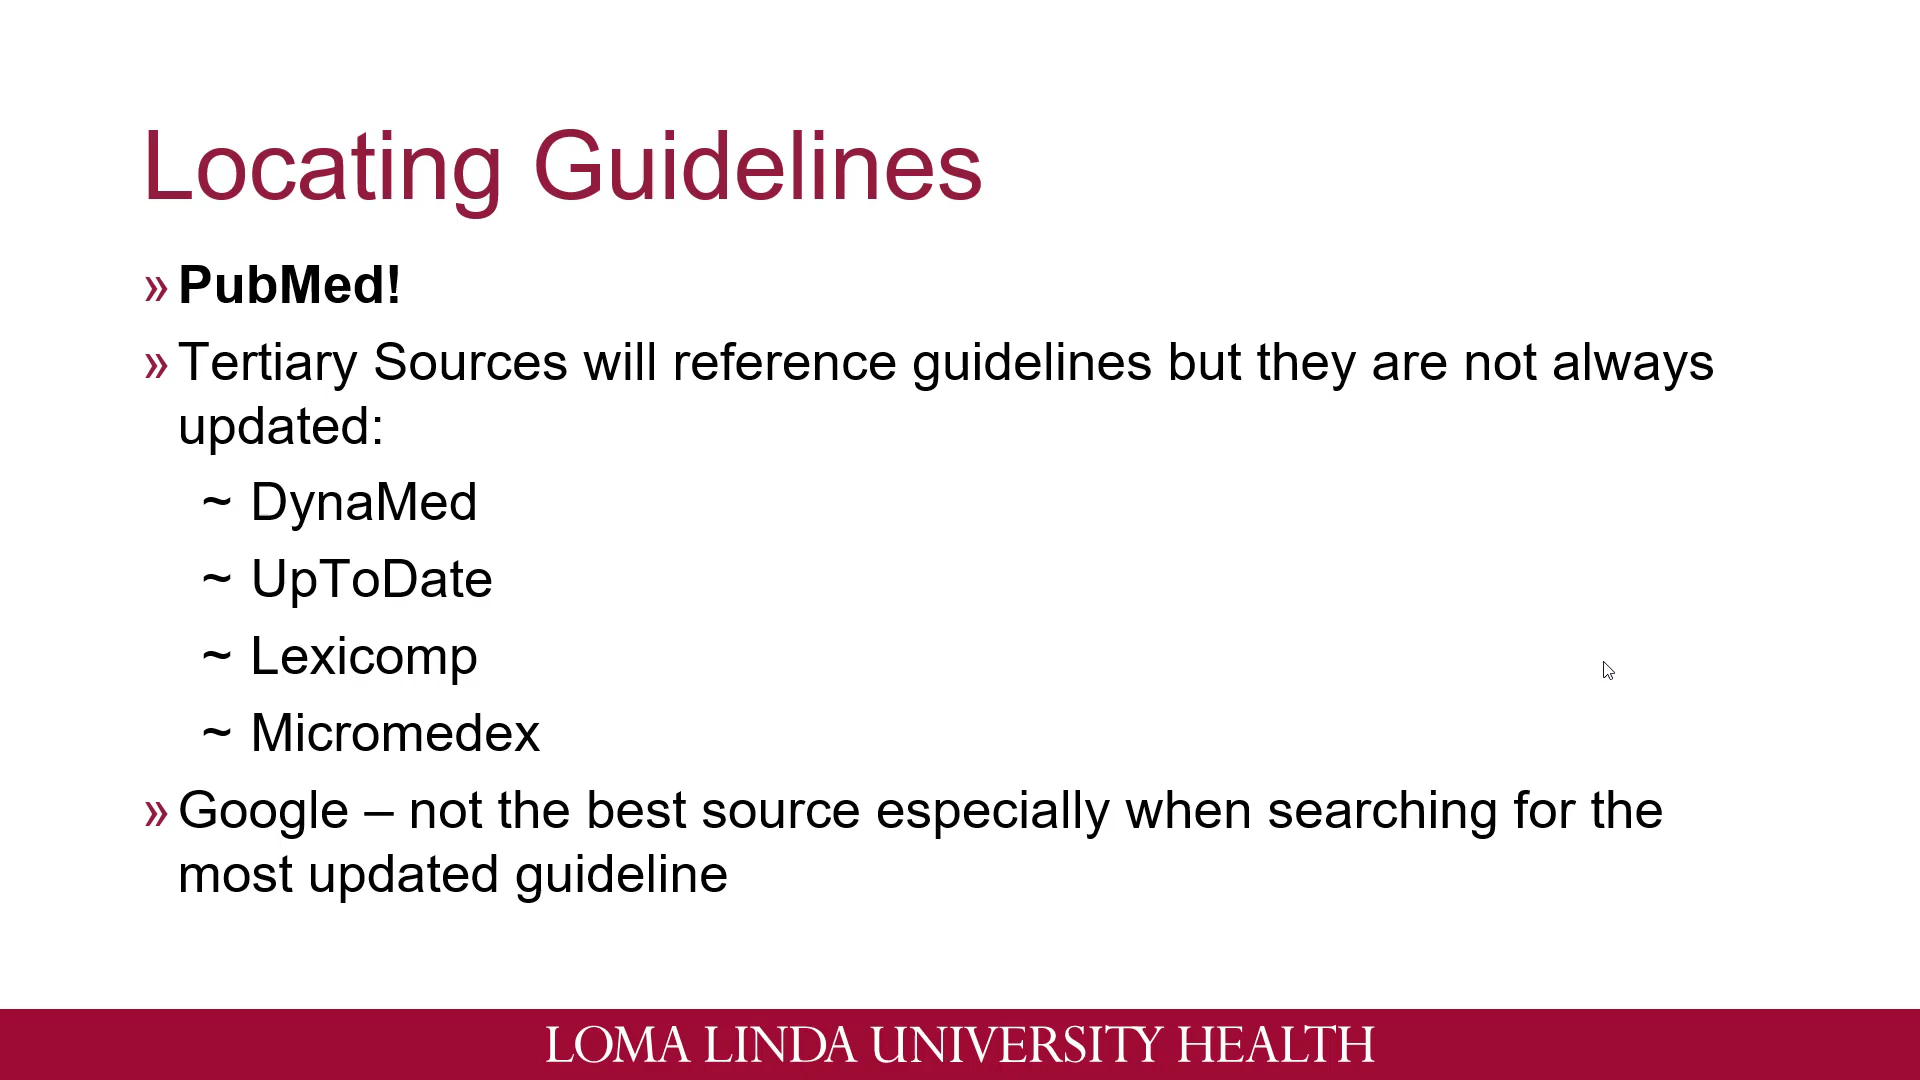 Locating Guidelines
» PubMed!
» Tertiary Sources will reference guidelines but they are not always
updated:
~ DynaMed
~ UpToDate
~ Lexicomp
~ Micromedex
» Google – not the best source especially when searching for the
most updated guideline
LOMA LINDA UNIVERSITY HEALTH